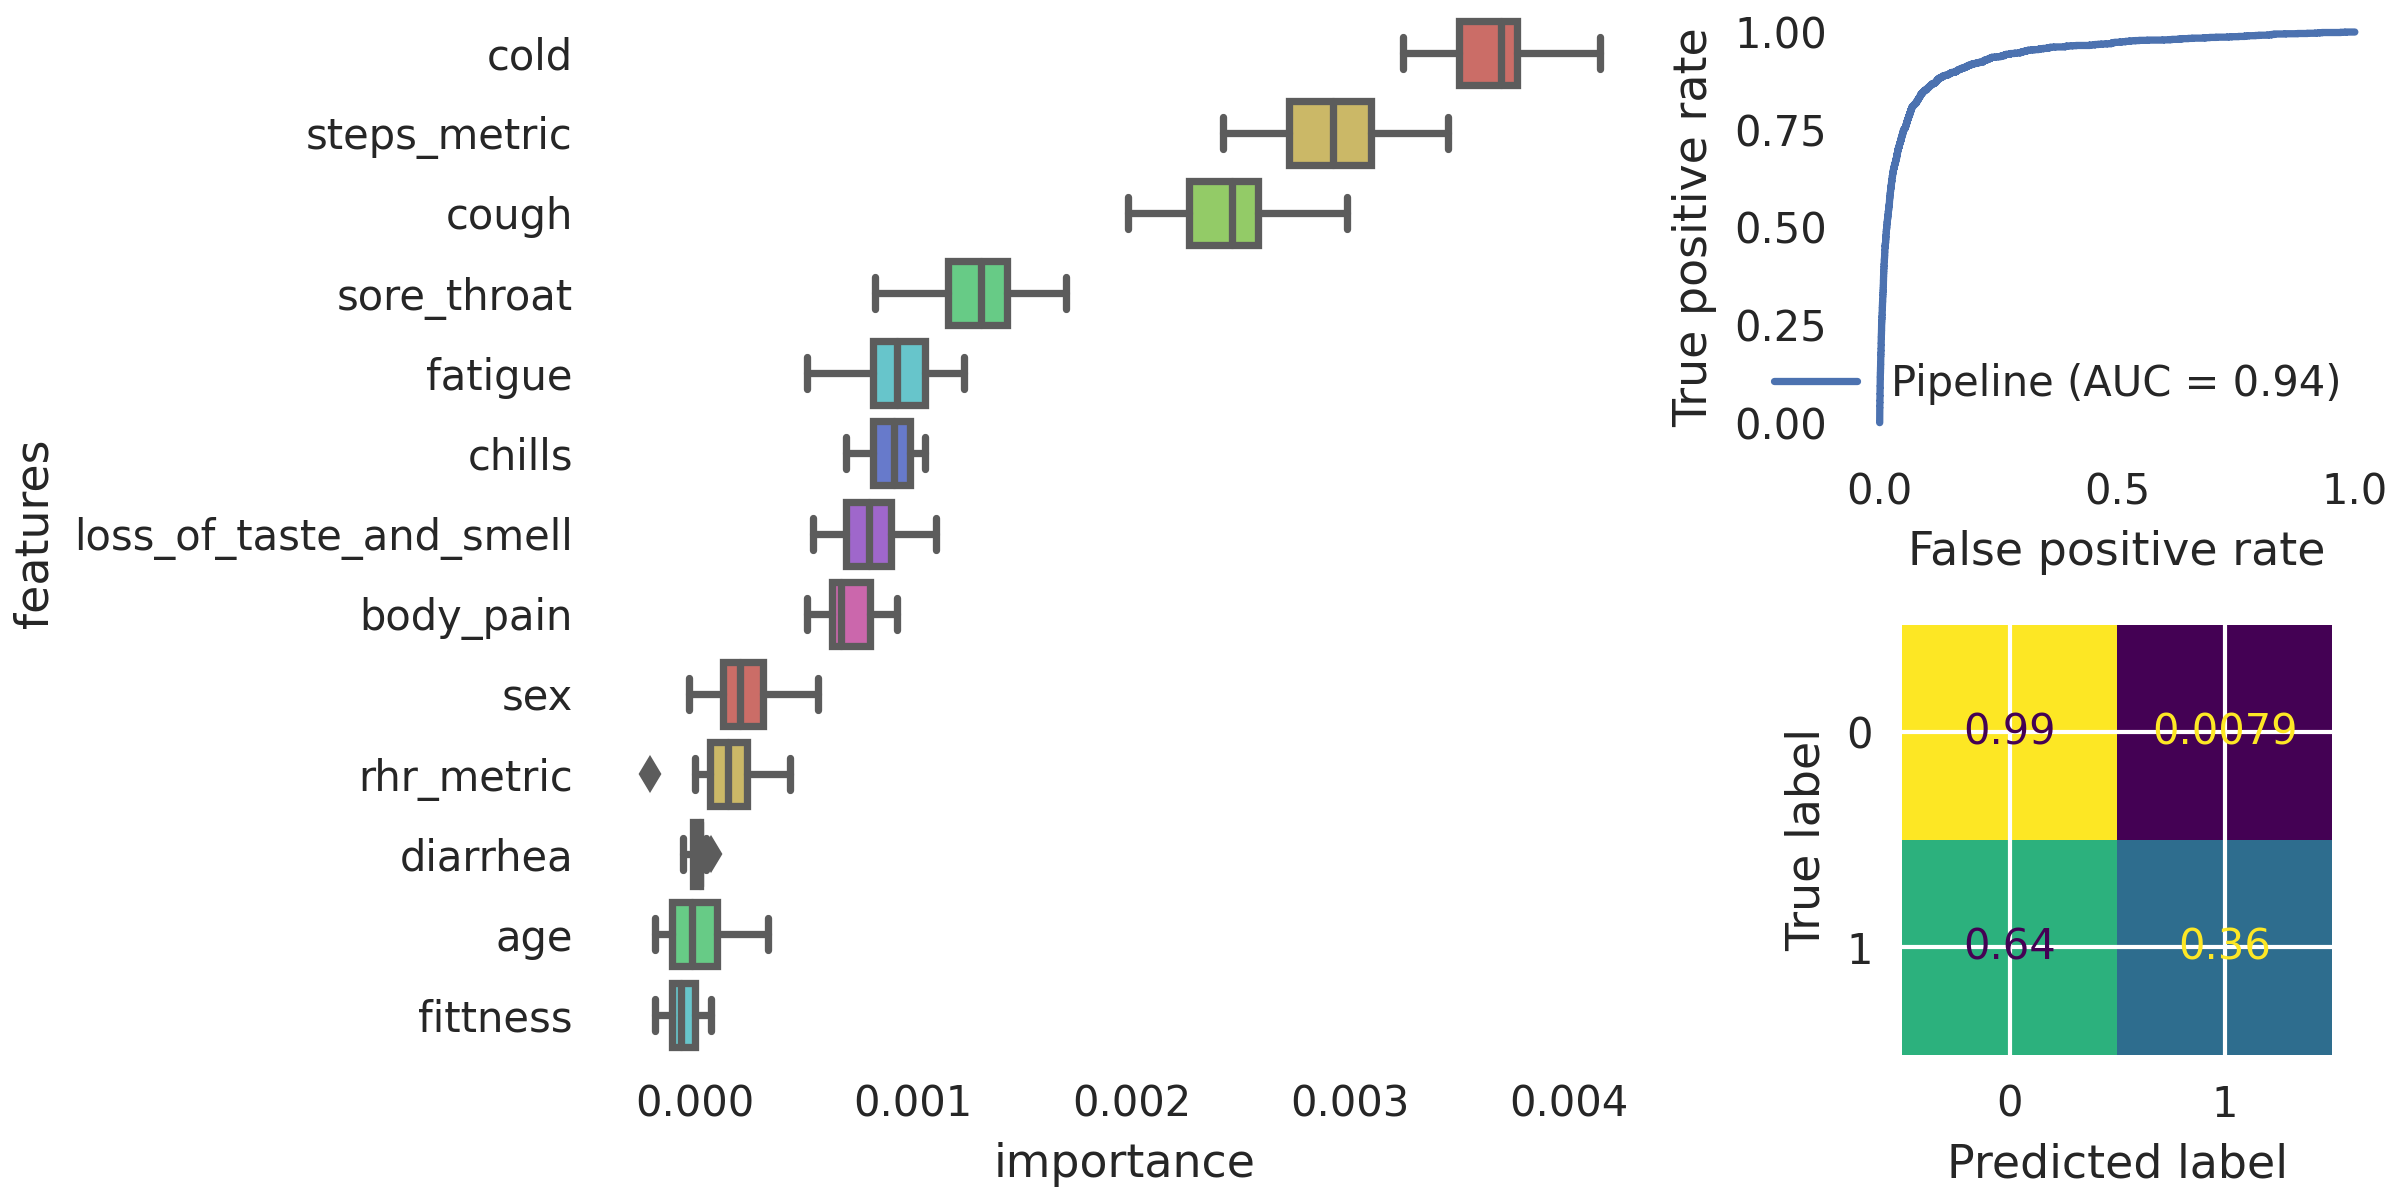 features
cold
steps_metric
cough
sore_throat
fatigue
chills
loss_of_taste_and_smell
body_pain
sex
rhr_metric
diarrhea
age
fittness
0.000 0.001 0.002 0.003 0.004
importance
True positive rate
1.00
0.75
0.50
0.25
0.00
Pipeline (AUC = 0.94)
0.0 0.5 1.0
False positive rate
True label
0 0.99 0.0079
1 0.64 0.36
0 1
Predicted label